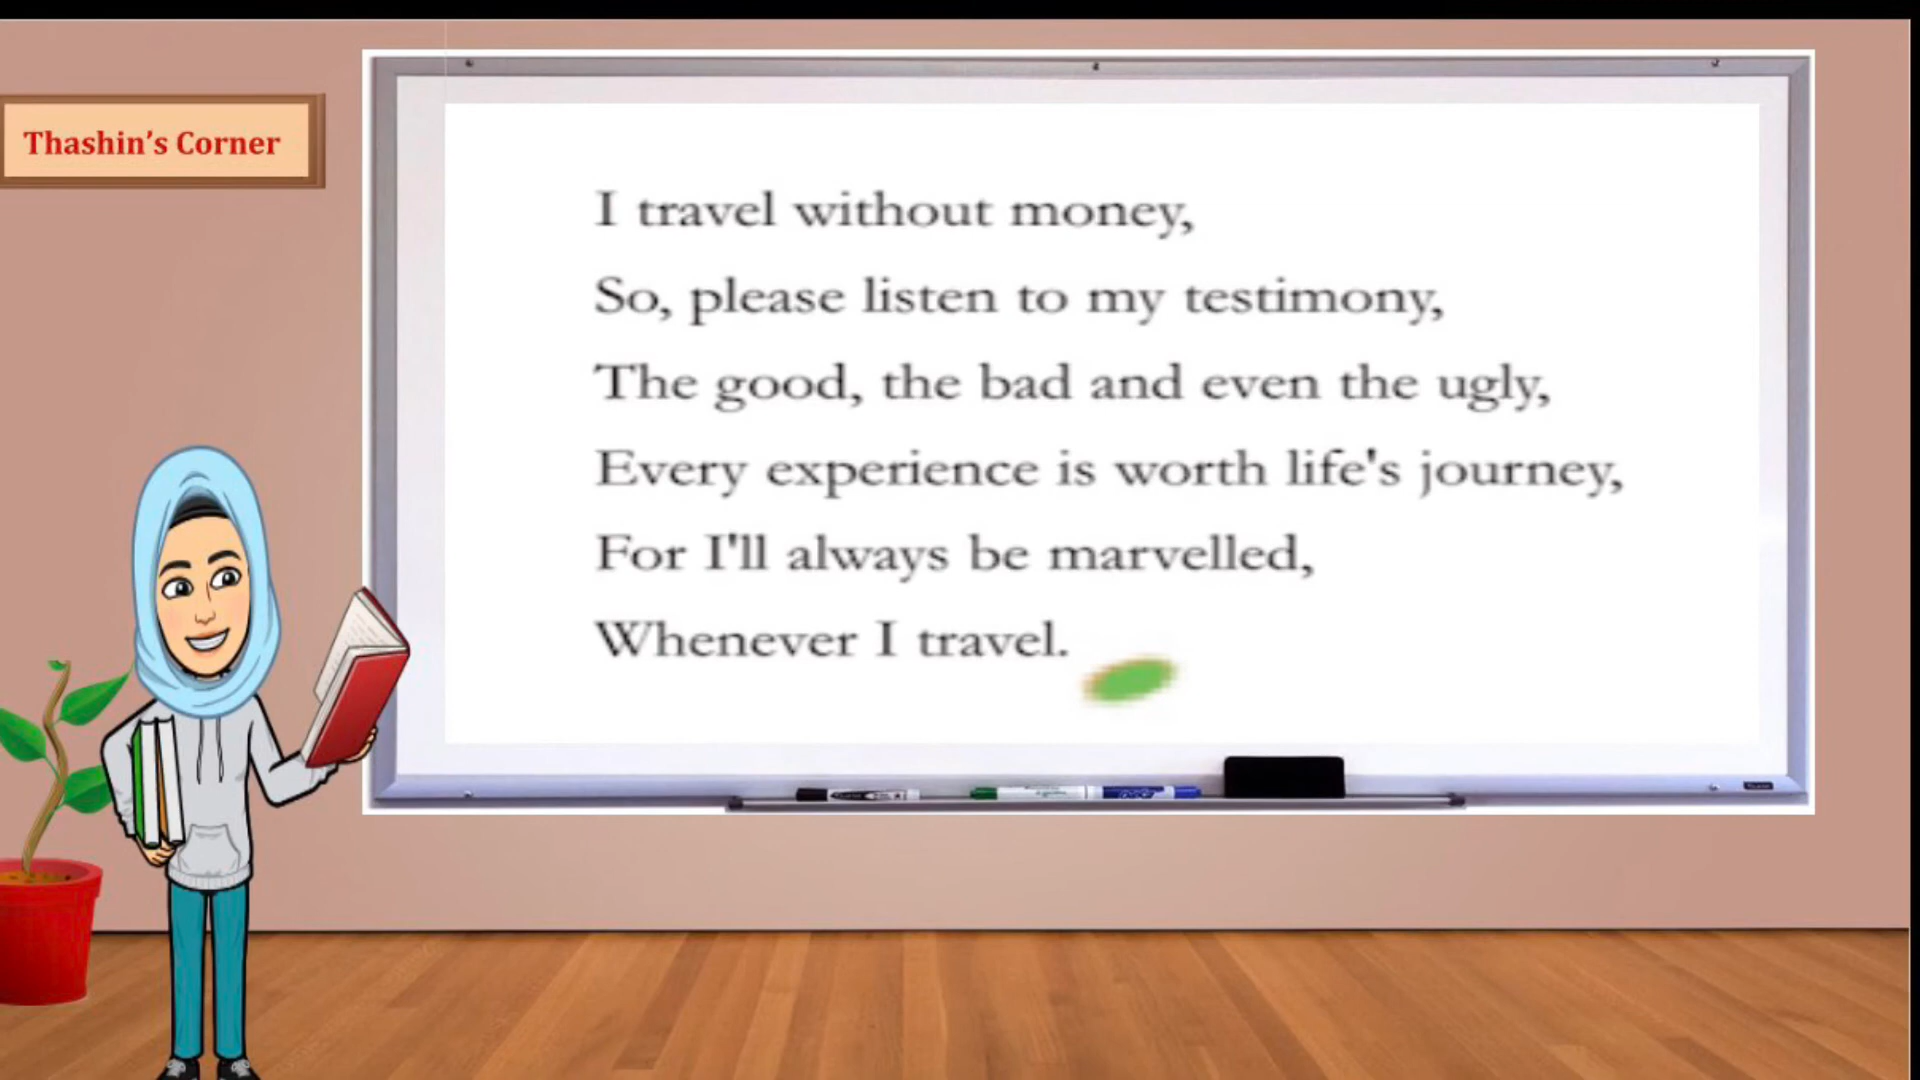 Thashin's Corner
I travel without money,
So, please listen to my testimony,
The good, the bad and even the ugly,
Every experience is worth life's journey,
For I'll always be marvelled,
Whenever I travel.